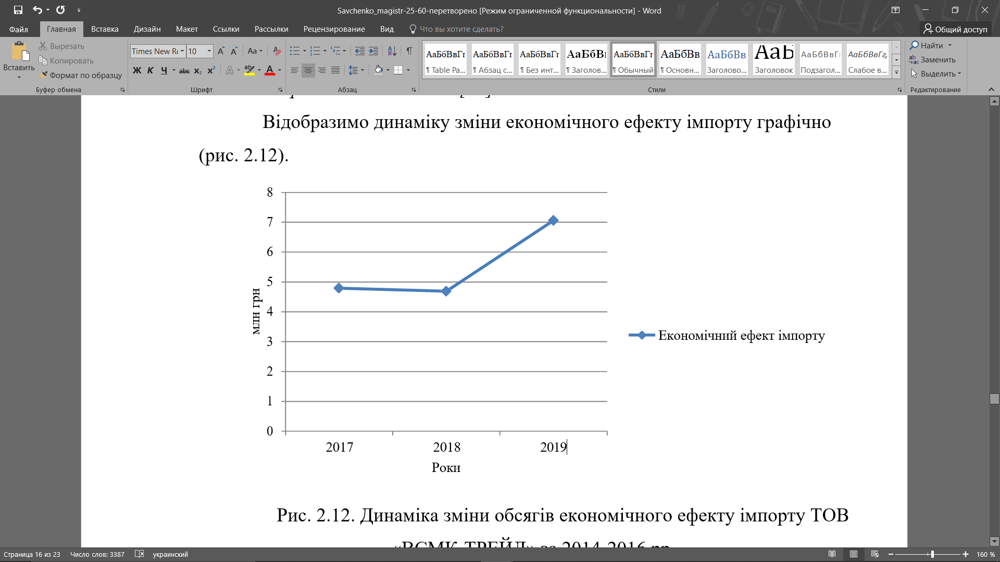 Savchenko_magistr-25-60-перетворено [Режим ограниченной функциональности] - Word
Файл Главная Вставка Дизайн Макет Ссылки Рассылки Рецензирование Вид Что вы хотите сделать? Общий доступ
Вставить
Вырезать
Копировать
Формат по образцу
Буфер обмена
Times New Rc 10
Aa
Ж К Ч abc x₂ x²
A A
Шрифт
Абзац
АаБбВвГг АаБбВвГг АаБбВвГг АаБбВ АаБбВвГг АаБбВв АаБбВв АаБ АаБбВвГг АаБбВвГг,
¶ Table Pa... ¶ Абзац с... ¶ Без инт... ¶ Заголов... ¶ Обычный ¶ Основн... Заголово... Заголовок Подзагол... Слабое в...
Стили
Найти
Заменить
Выделить
Редактирование
Відобразимо динаміку зміни економічного ефекту імпорту графічно
(рис. 2.12).
8
7
6
5
4
3
2
1
0
млн грн
2017 2018 2019
Роки
Економічний ефект імпорту
Рис. 2.12. Динаміка зміни обсягів економічного ефекту імпорту ТОВ
«ВСМК-ТРЕЙД» за 2014-2016 рр
Страница 16 из 23 Число слов: 3387 украинский 160 %